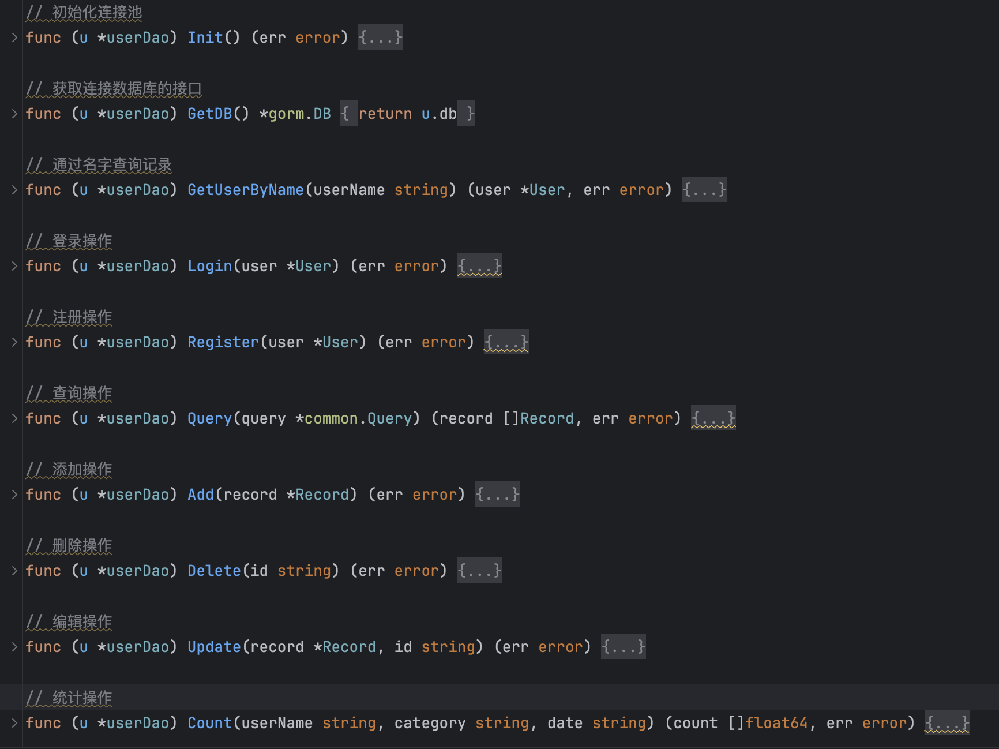 // 初始化连接池
func (u *userDao) Init() (err error) {...}
// 获取连接数据库的接口
func (u *userDao) GetDB() *gorm.DB { return u.db }
// 通过名字查询记录
func (u *userDao) GetUserByName(userName string) (user *User, err error) {...}
// 登录操作
func (u *userDao) Login(user *User) (err error) {...}
// 注册操作
func (u *userDao) Register(user *User) (err error) {...}
// 查询操作
func (u *userDao) Query(query *common.Query) (record []Record, err error) {...}
// 添加操作
func (u *userDao) Add(record *Record) (err error) {...}
// 删除操作
func (u *userDao) Delete(id string) (err error) {...}
// 编辑操作
func (u *userDao) Update(record *Record, id string) (err error) {...}
// 统计操作
func (u *userDao) Count(userName string, category string, date string) (count []float64, err error) {...}